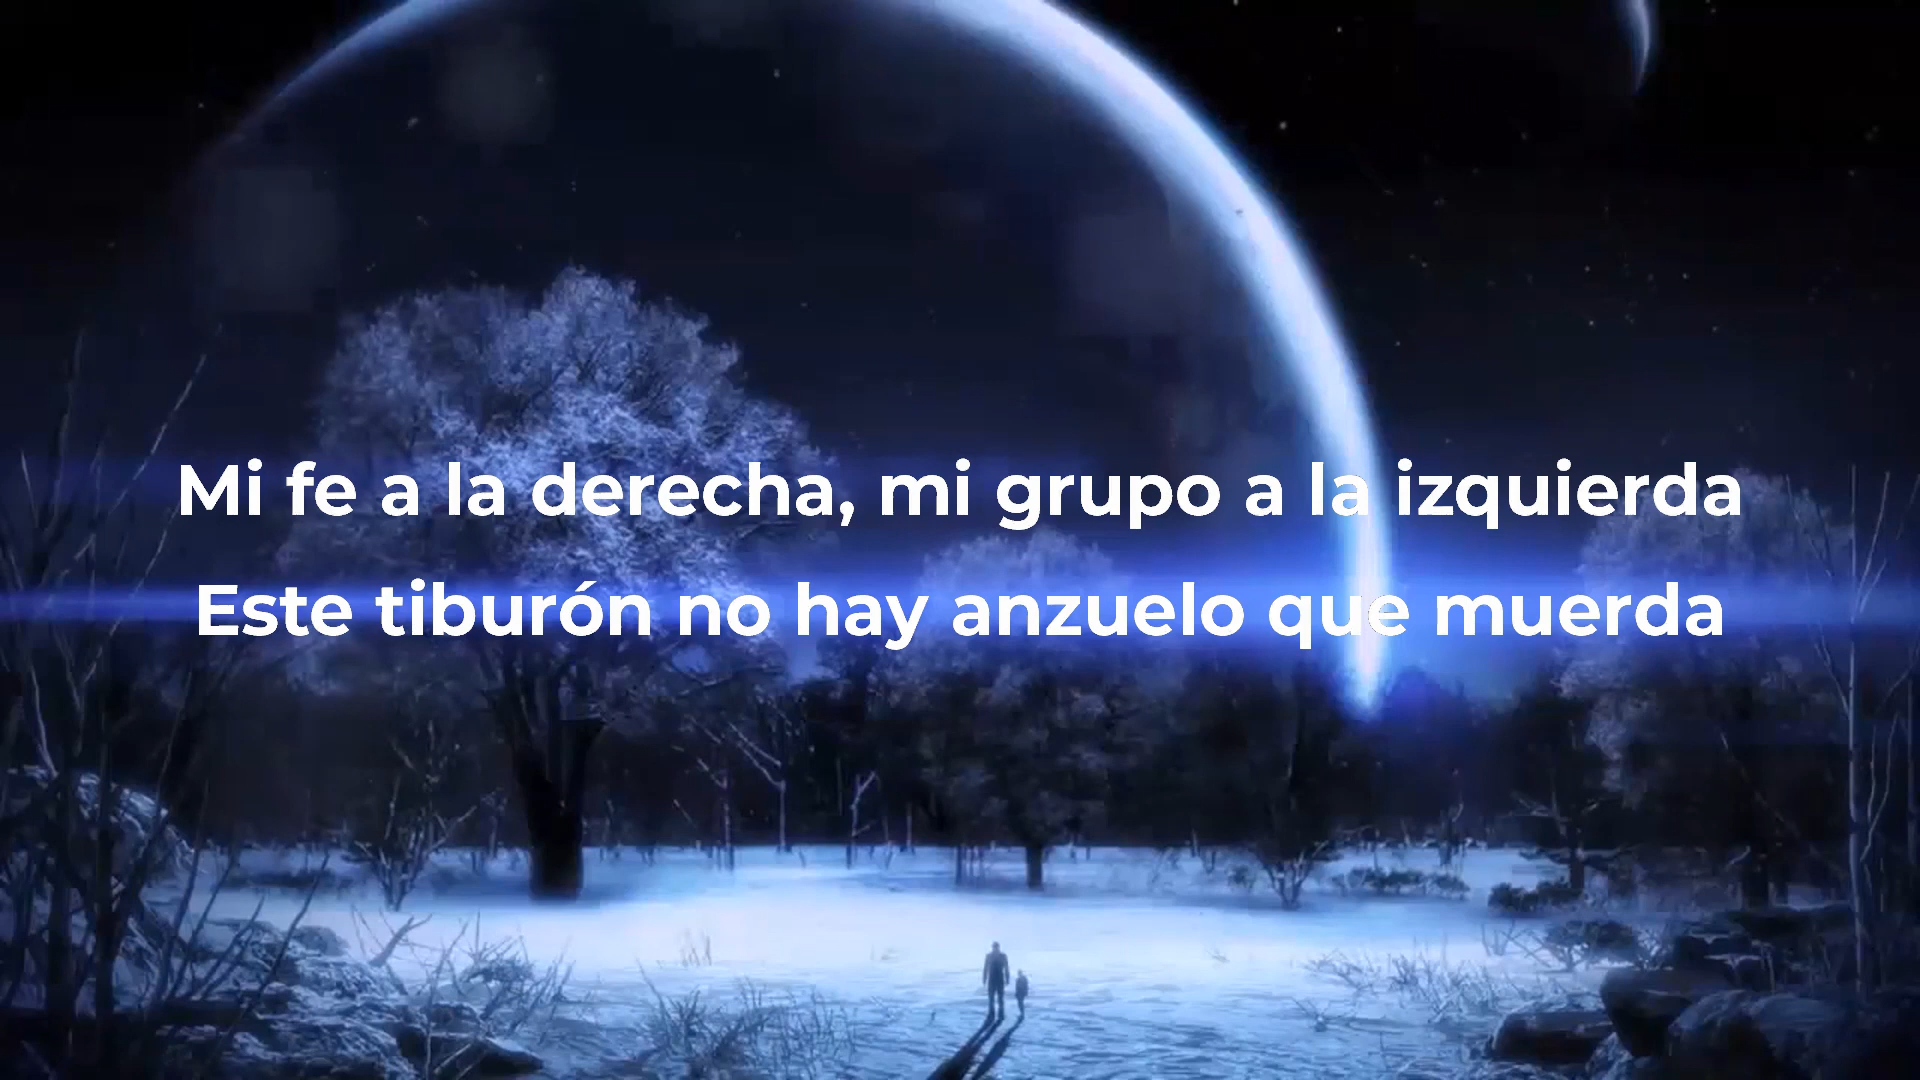 Mi fe a la derecha, mi grupo a la izquierda
Este tiburón no hay anzuelo que muerda